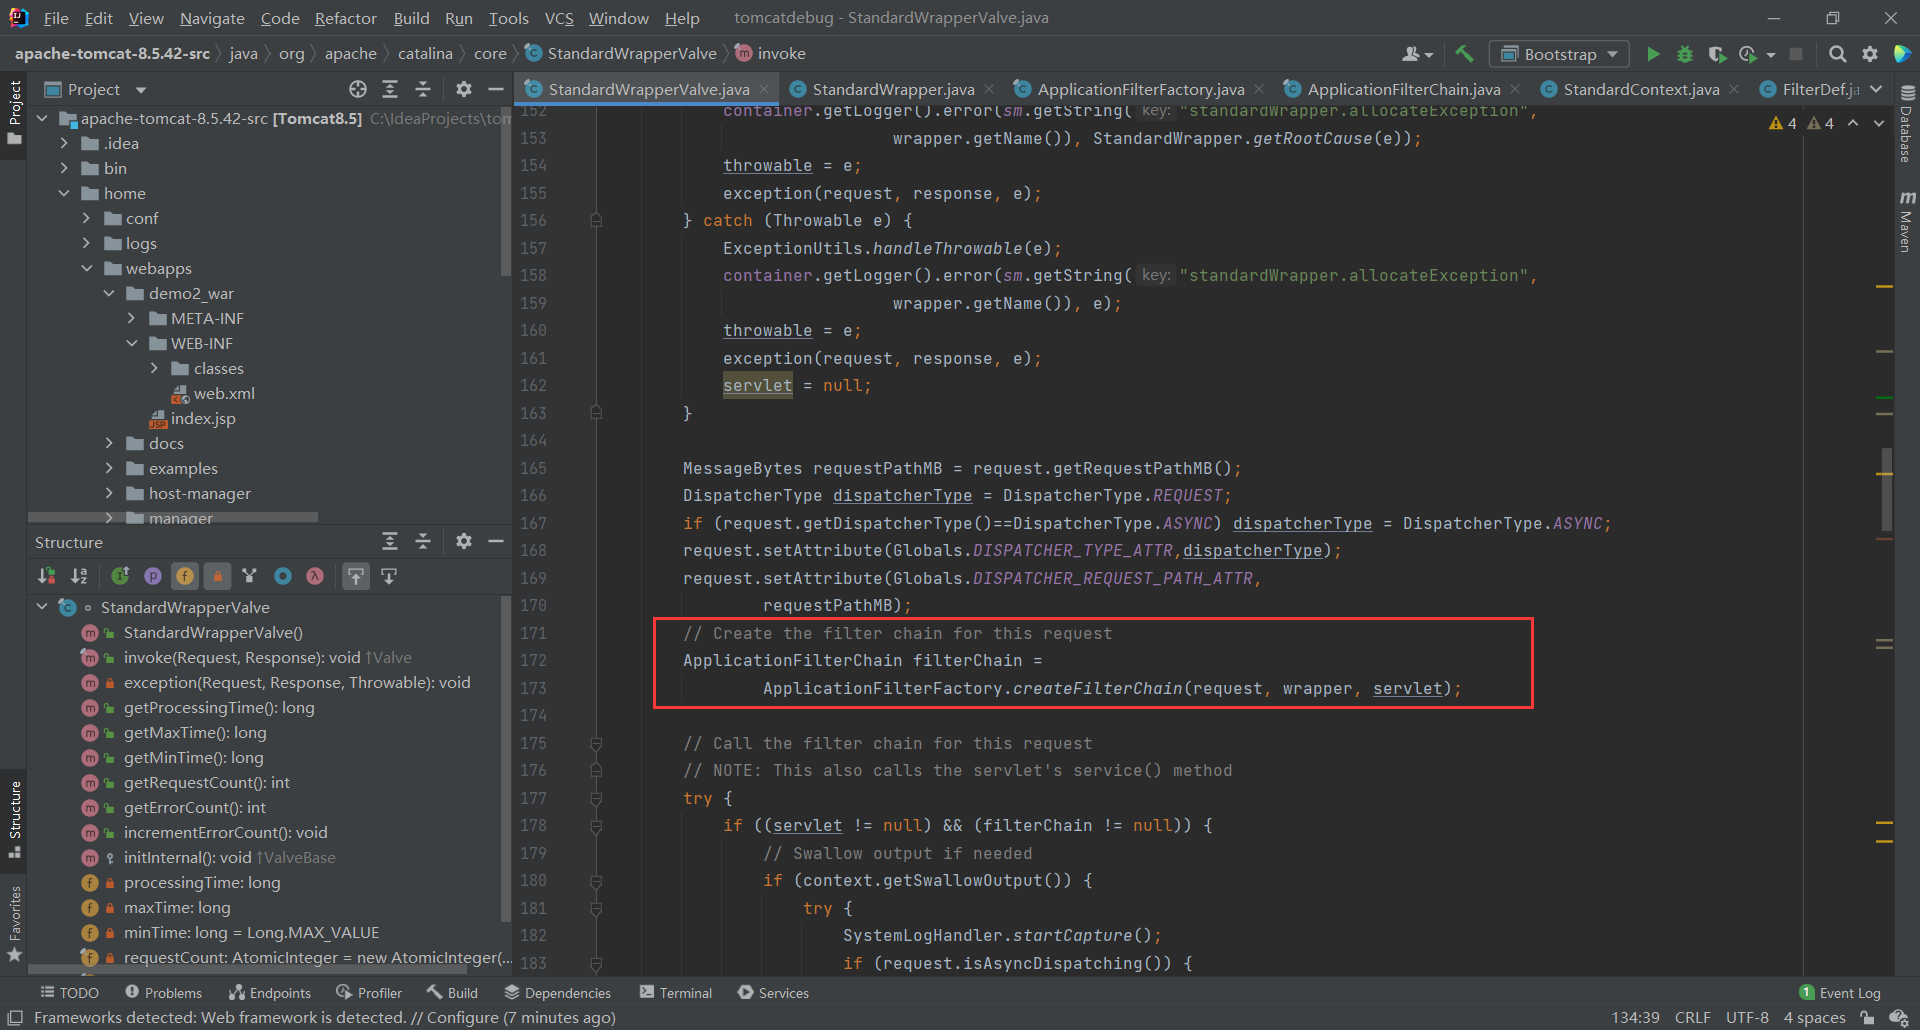 File Edit View Navigate Code Refactor Build Run Tools VCS Window Help tomcatdebug - StandardWrapperValve.java
apache-tomcat-8.5.42-src java org apache catalina core StandardWrapperValve invoke Bootstrap
Project
StandardWrapperValve.java StandardWrapper.java ApplicationFilterFactory.java ApplicationFilterChain.java StandardContext.java FilterDef.ja
apache-tomcat-8.5.42-src [Tomcat8.5] C:\IdeaProjects\tom
.idea
bin
home
conf
logs
webapps
demo2_war
META-INF
WEB-INF
classes
web.xml
index.jsp
docs
examples
host-manager
manager
Structure
StandardWrapperValve
StandardWrapperValve()
invoke(Request, Response): void ↑Valve
exception(Request, Response, Throwable): void
getProcessingTime(): long
getMaxTime(): long
getMinTime(): long
getRequestCount(): int
getErrorCount(): int
incrementErrorCount(): void
initInternal(): void ↑ValveBase
processingTime: long
maxTime: long
minTime: long = Long.MAX_VALUE
requestCount: AtomicInteger = new AtomicInteger(...
4 4
152 container.getLogger().error(sm.getString( key: "standardWrapper.allocateException",
153 wrapper.getName()), StandardWrapper.getRootCause(e));
154 throwable = e;
155 exception(request, response, e);
156 } catch (Throwable e) {
157 ExceptionUtils.handleThrowable(e);
158 container.getLogger().error(sm.getString( key: "standardWrapper.allocateException",
159 wrapper.getName()), e);
160 throwable = e;
161 exception(request, response, e);
162 servlet = null;
163 }
164
165 MessageBytes requestPathMB = request.getRequestPathMB();
166 DispatcherType dispatcherType = DispatcherType.REQUEST;
167 if (request.getDispatcherType()==DispatcherType.ASYNC) dispatcherType = DispatcherType.ASYNC;
168 request.setAttribute(Globals.DISPATCHER_TYPE_ATTR,dispatcherType);
169 request.setAttribute(Globals.DISPATCHER_REQUEST_PATH_ATTR,
170 requestPathMB);
171 // Create the filter chain for this request
172 ApplicationFilterChain filterChain =
173 ApplicationFilterFactory.createFilterChain(request, wrapper, servlet);
174
175 // Call the filter chain for this request
176 // NOTE: This also calls the servlet's service() method
177 try {
178 if ((servlet != null) && (filterChain != null)) {
179 // Swallow output if needed
180 if (context.getSwallowOutput()) {
181 try {
182 SystemLogHandler.startCapture();
183 if (request.isAsyncDispatching()) {
Project
Structure
Favorites
Database
Maven
TODO Problems Endpoints Profiler Build Dependencies Terminal Services 1 Event Log
Frameworks detected: Web framework is detected. // Configure (7 minutes ago) 134:39 CRLF UTF-8 4 spaces